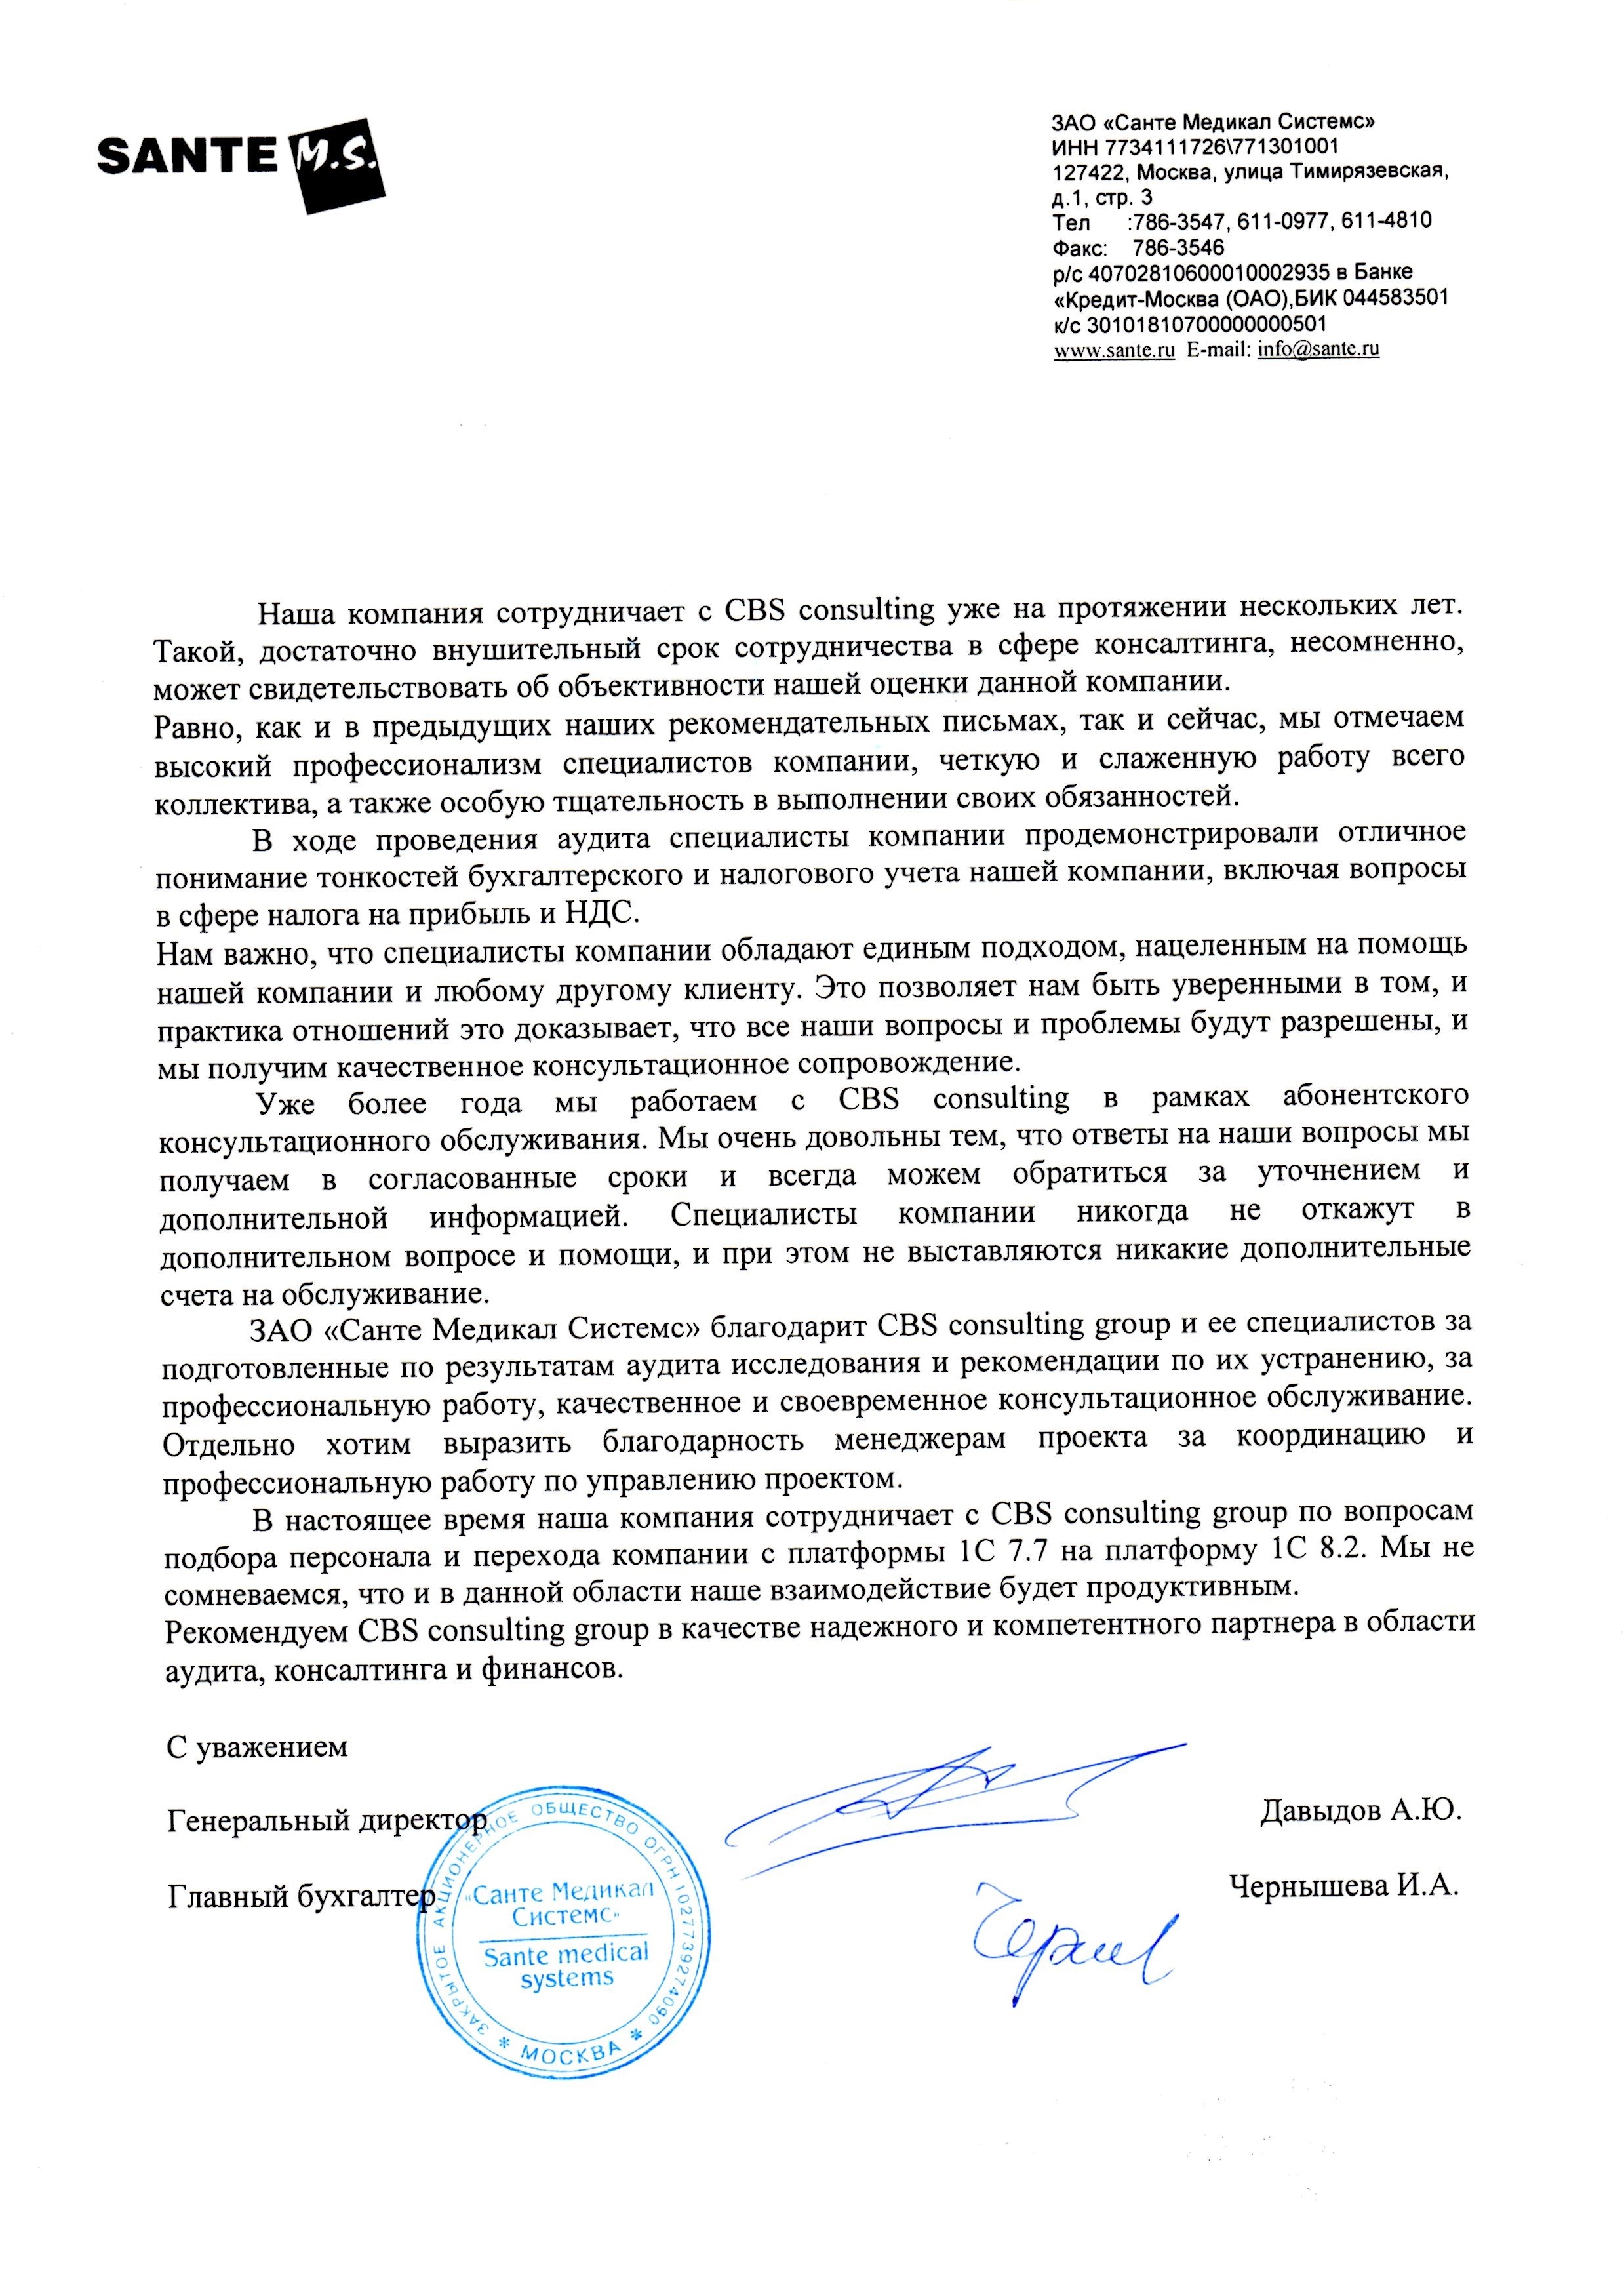 SANTE M.S.
ЗАО «Санте Медикал Системс»
ИНН 7734111726\771301001
127422, Москва, улица Тимирязевская,
д.1, стр. 3
Тел :786-3547, 611-0977, 611-4810
Факс: 786-3546
р/с 40702810600010002935 в Банке
«Кредит-Москва (ОАО),БИК 044583501
к/с 30101810700000000501
www.sante.ru E-mail: info@sante.ru
Наша компания сотрудничает с CBS consulting уже на протяжении нескольких лет.
Такой, достаточно внушительный срок сотрудничества в сфере консалтинга, несомненно,
может свидетельствовать об объективности нашей оценки данной компании.
Равно, как и в предыдущих наших рекомендательных письмах, так и сейчас, мы отмечаем
высокий профессионализм специалистов компании, четкую и слаженную работу всего
коллектива, а также особую тщательность в выполнении своих обязанностей.
В ходе проведения аудита специалисты компании продемонстрировали отличное
понимание тонкостей бухгалтерского и налогового учета нашей компании, включая вопросы
в сфере налога на прибыль и НДС.
Нам важно, что специалисты компании обладают единым подходом, нацеленным на помощь
нашей компании и любому другому клиенту. Это позволяет нам быть уверенными в том, и
практика отношений это доказывает, что все наши вопросы и проблемы будут разрешены, и
мы получим качественное консультационное сопровождение.
Уже более года мы работаем с CBS consulting в рамках абонентского
консультационного обслуживания. Мы очень довольны тем, что ответы на наши вопросы мы
получаем в согласованные сроки и всегда можем обратиться за уточнением и
дополнительной информацией. Специалисты компании никогда не откажут в
дополнительном вопросе и помощи, и при этом не выставляются никакие дополнительные
счета на обслуживание.
ЗАО «Санте Медикал Системс» благодарит CBS consulting group и ее специалистов за
подготовленные по результатам аудита исследования и рекомендации по их устранению, за
профессиональную работу, качественное и своевременное консультационное обслуживание.
Отдельно хотим выразить благодарность менеджерам проекта за координацию и
профессиональную работу по управлению проектом.
В настоящее время наша компания сотрудничает с CBS consulting group по вопросам
подбора персонала и перехода компании с платформы 1С 7.7 на платформу 1С 8.2. Мы не
сомневаемся, что и в данной области наше взаимодействие будет продуктивным.
Рекомендуем CBS consulting group в качестве надежного и компетентного партнера в области
аудита, консалтинга и финансов.
С уважением
Генеральный директор Давыдов А.Ю.
Главный бухгалтер Чернышева И.А.
ЗАКРЫТОЕ АКЦИОНЕРНОЕ ОБЩЕСТВО ОГРН 1027739274090
«Санте Медикал
Системс»
Sante medical
systems
* МОСКВА *